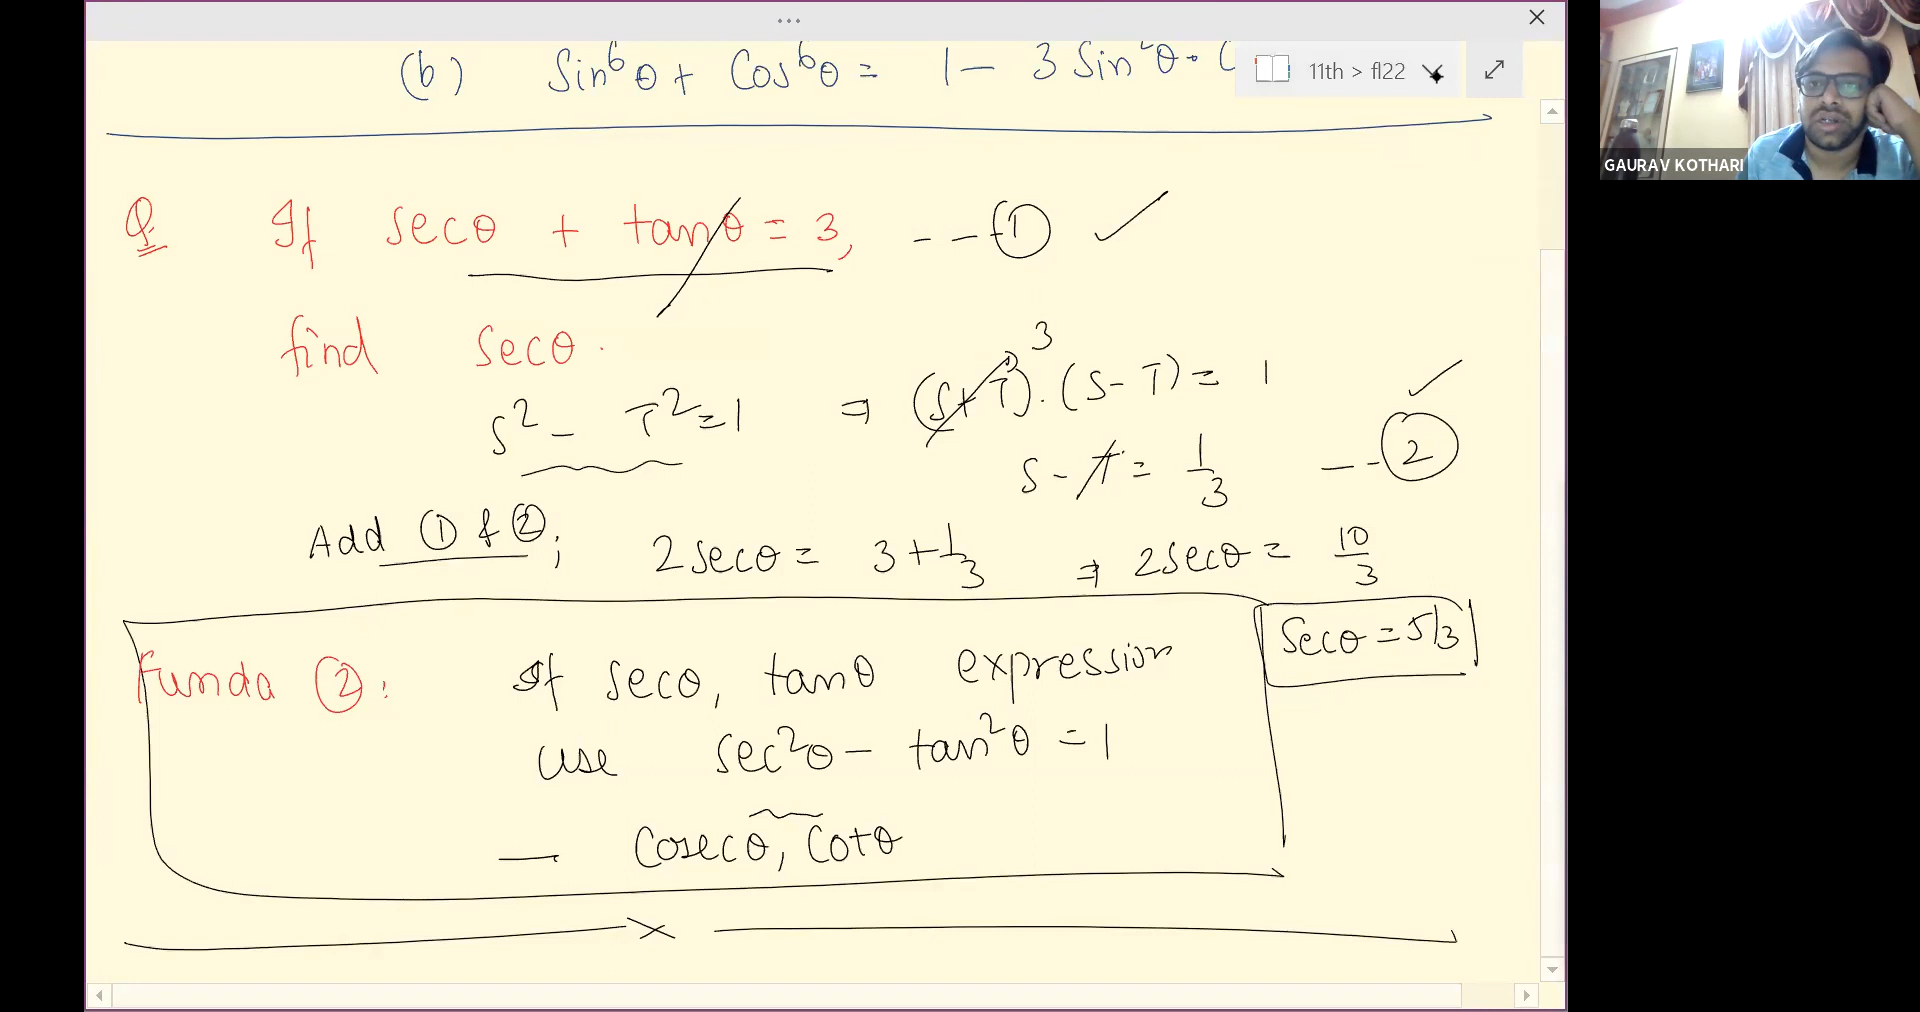 (b) Sin⁶θ + Cos⁶θ = 1 - 3 Sin²θ · C
11th > fl22
GAURAV KOTHARI
Q If secθ + tanθ = 3, -- ①
find secθ.
3
S² - T² = 1 ⇒ (S+T).(S-T) = 1
S - T = 1/3 -- ②
Add ① & ②; 2secθ = 3 + 1/3 ⇒ 2secθ = 10/3
Secθ = 5/3
Funda ②: If secθ, tanθ expression
use sec²θ - tan²θ = 1
— Cosecθ, Cotθ